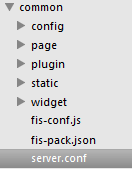 common
config
page
plugin
static
widget
fis-conf.js
fis-pack.json
server.conf